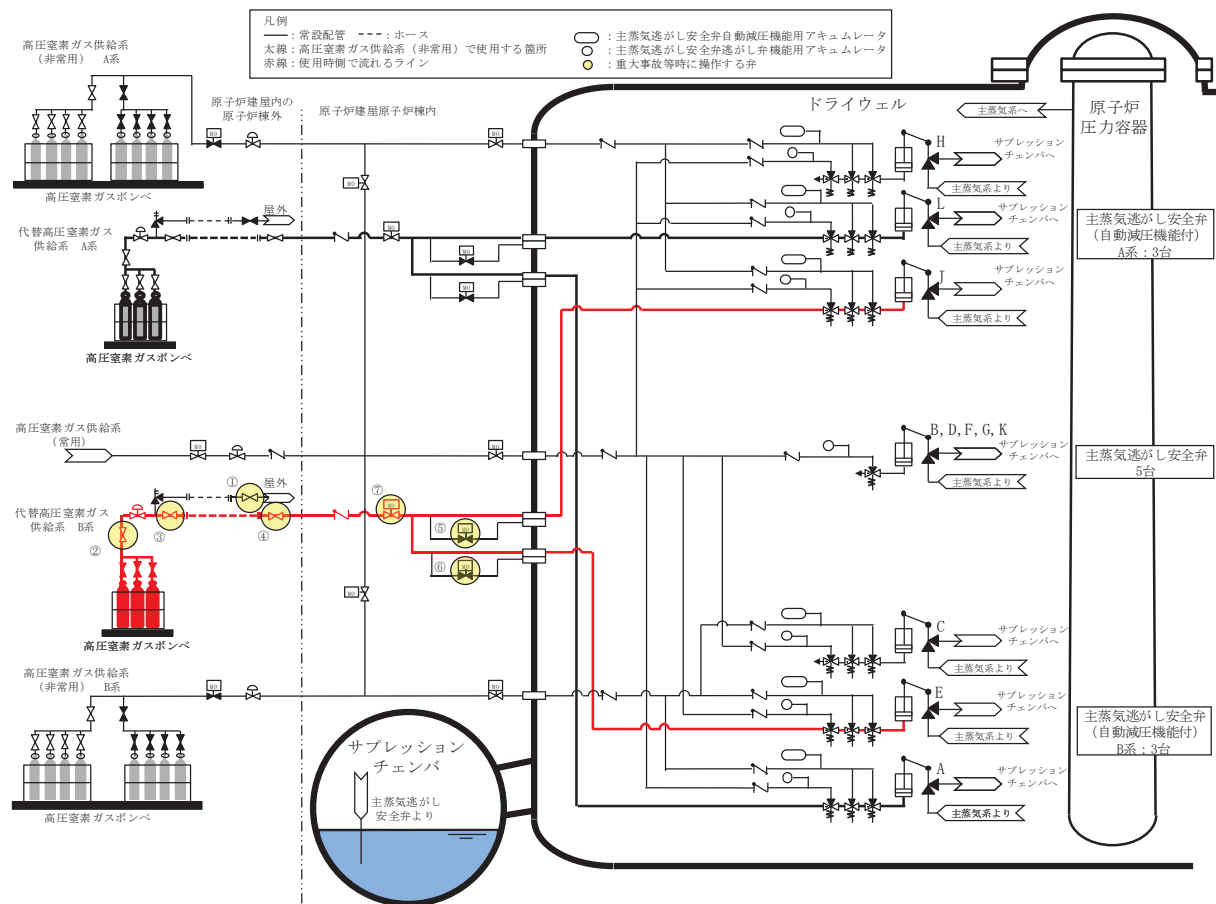 凡例
：常設配管 ：ホース
太線：高圧窒素ガス供給系（非常用）で使用する箇所
赤線：使用時側で流れるライン
：主蒸気逃がし安全弁自動減圧機能用アキュムレータ
：主蒸気逃がし安全弁逃がし弁機能用アキュムレータ
：重大事故等時に操作する弁
高圧窒素ガス供給系
（非常用） A系
原子炉建屋内の
原子炉棟外
原子炉建屋原子炉棟内
ドライウェル
主蒸気系へ
原子炉
圧力容器
MO
MO
MO
高圧窒素ガスボンベ
H
サプレッション
チェンバへ
主蒸気系より
代替高圧窒素ガス
供給系 A系
屋外
MO
MO
MO
高圧窒素ガスボンベ
L
サプレッション
チェンバへ
主蒸気系より
主蒸気逃がし安全弁
（自動減圧機能付）
A系：3台
J
サプレッション
チェンバへ
主蒸気系より
高圧窒素ガス供給系
（常用）
MO
MO
B, D, F, G, K
サプレッション
チェンバへ
主蒸気系より
主蒸気逃がし安全弁
5台
代替高圧窒素ガス
供給系 B系
①
屋外
②
③
④
⑦
MO
⑤
MO
⑥
MO
高圧窒素ガスボンベ
MO
C
サプレッション
チェンバへ
主蒸気系より
高圧窒素ガス供給系
（非常用） B系
MO
MO
高圧窒素ガスボンベ
E
サプレッション
チェンバへ
主蒸気系より
主蒸気逃がし安全弁
（自動減圧機能付）
B系：3台
サプレッション
チェンバ
主蒸気逃がし
安全弁より
A
サプレッション
チェンバへ
主蒸気系より